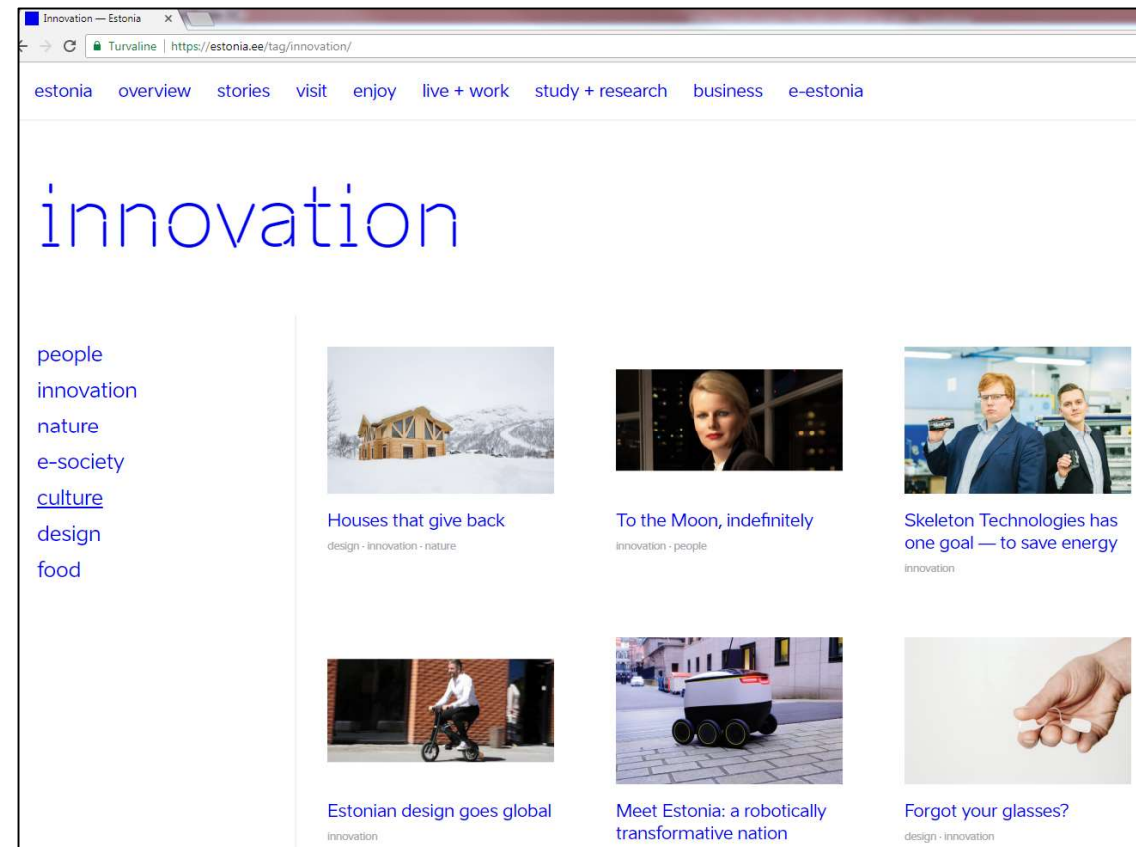 Innovation — Estonia
Turvaline | https://estonia.ee/tag/innovation/
estonia overview stories visit enjoy live + work study + research business e-estonia
innovation
people
innovation
nature
e-society
culture
design
food
Houses that give back
design · innovation · nature
To the Moon, indefinitely
innovation · people
Skeleton Technologies has
one goal — to save energy
innovation
Estonian design goes global
innovation
Meet Estonia: a robotically
transformative nation
Forgot your glasses?
design · innovation